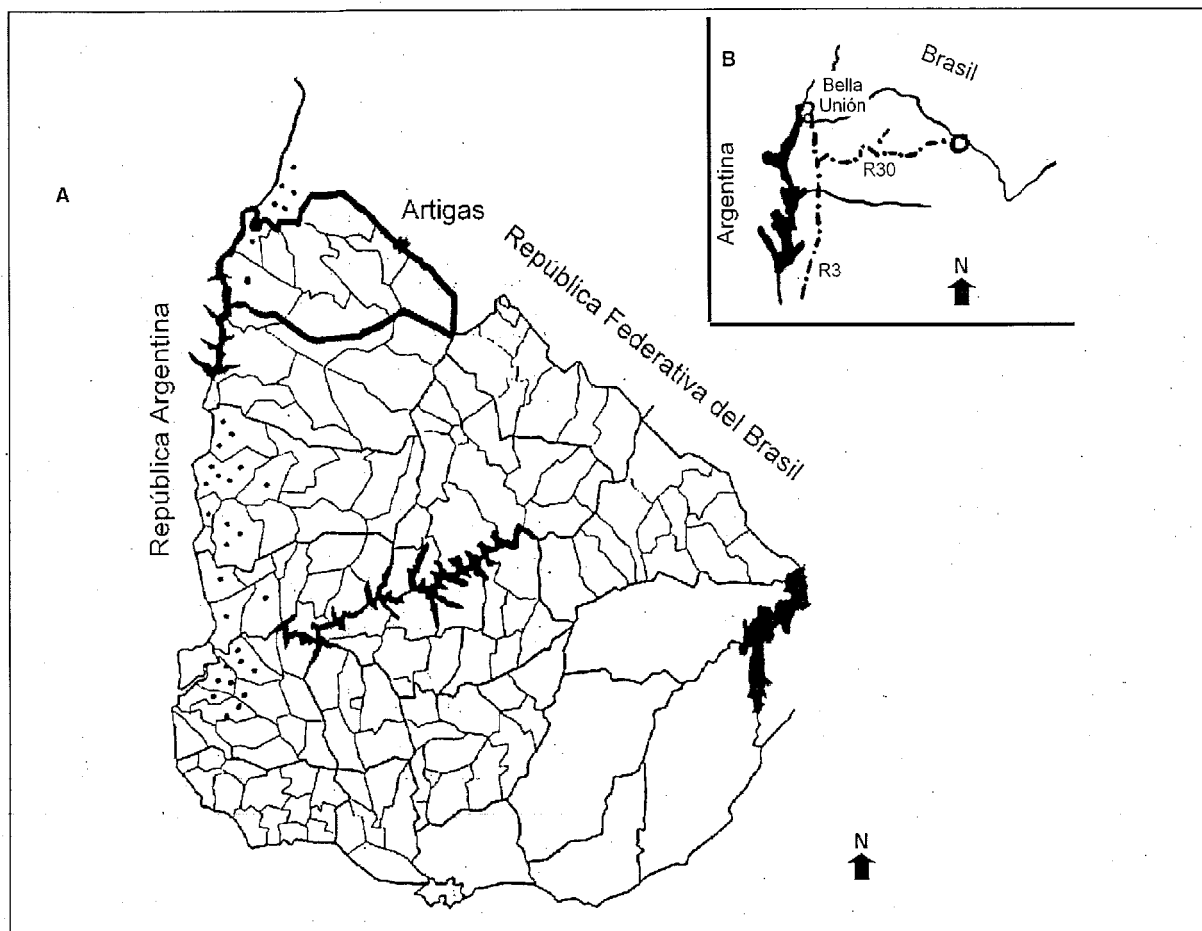 A
Artigas
República Argentina
República Federativa del Brasil
N
B
Brasil
Bella
Unión
Argentina
R30
R3
N